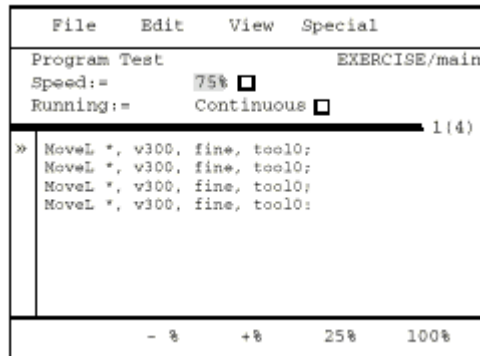 File Edit View Special
Program Test EXERCISE/main
Speed:= 75%
Running:= Continuous
1(4)
» MoveL *, v300, fine, tool0;
MoveL *, v300, fine, tool0;
MoveL *, v300, fine, tool0;
MoveL *, v300, fine, tool0:
- % +% 25% 100%